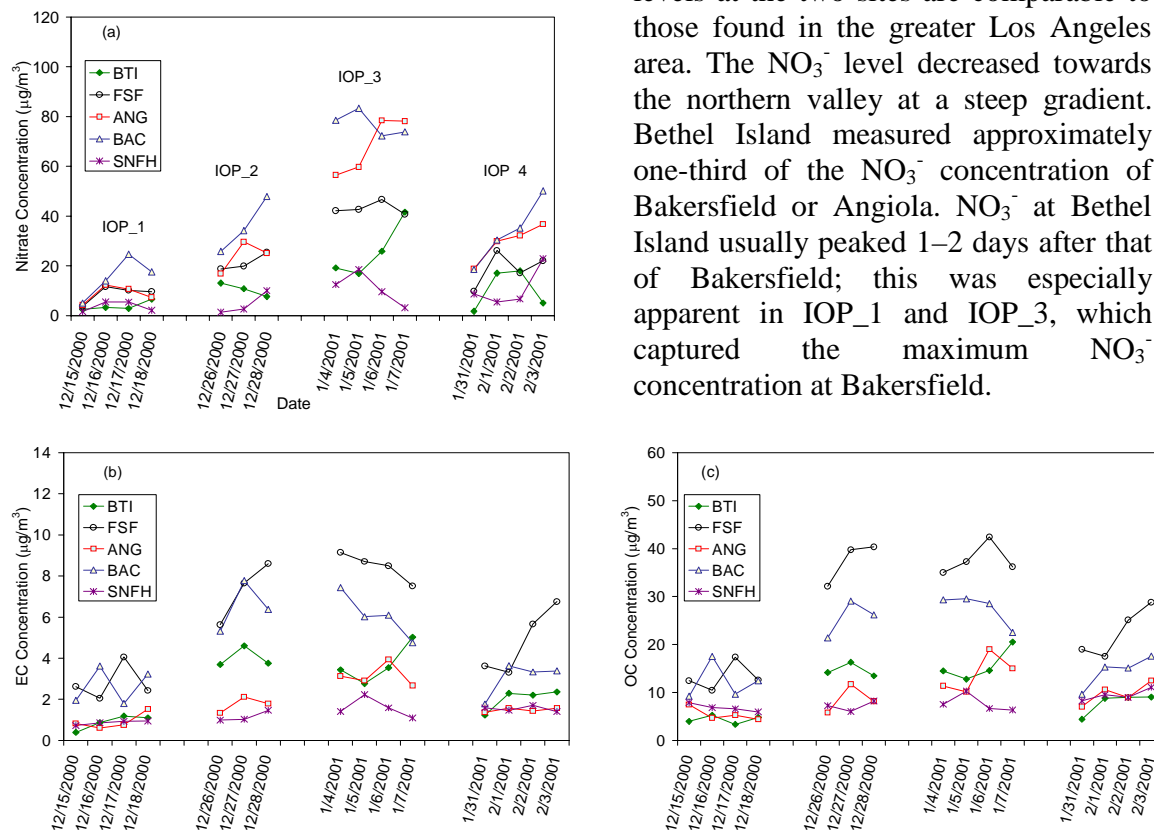 levels at the two sites are comparable to
those found in the greater Los Angeles
area. The NO₃⁻ level decreased towards
the northern valley at a steep gradient.
Bethel Island measured approximately
one-third of the NO₃⁻ concentration of
Bakersfield or Angiola. NO₃⁻ at Bethel
Island usually peaked 1–2 days after that
of Bakersfield; this was especially
apparent in IOP_1 and IOP_3, which
captured the maximum NO₃⁻
concentration at Bakersfield.
(a)
Nitrate Concentration (μg/m³)
120
100
80
60
40
20
0
BTI
FSF
ANG
BAC
SNFH
IOP_1
IOP_2
IOP_3
IOP_4
12/15/2000
12/16/2000
12/17/2000
12/18/2000
12/26/2000
12/27/2000
12/28/2000
1/4/2001
1/5/2001
1/6/2001
1/7/2001
1/31/2001
2/1/2001
2/2/2001
2/3/2001
Date
(b)
EC Concentration (μg/m³)
14
12
10
8
6
4
2
0
BTI
FSF
ANG
BAC
SNFH
12/15/2000
12/16/2000
12/17/2000
12/18/2000
12/26/2000
12/27/2000
12/28/2000
1/4/2001
1/5/2001
1/6/2001
1/7/2001
1/31/2001
2/1/2001
2/2/2001
2/3/2001
(c)
OC Concentration (μg/m³)
60
50
40
30
20
10
0
BTI
FSF
ANG
BAC
SNFH
12/15/2000
12/16/2000
12/17/2000
12/18/2000
12/26/2000
12/27/2000
12/28/2000
1/4/2001
1/5/2001
1/6/2001
1/7/2001
1/31/2001
2/1/2001
2/2/2001
2/3/2001